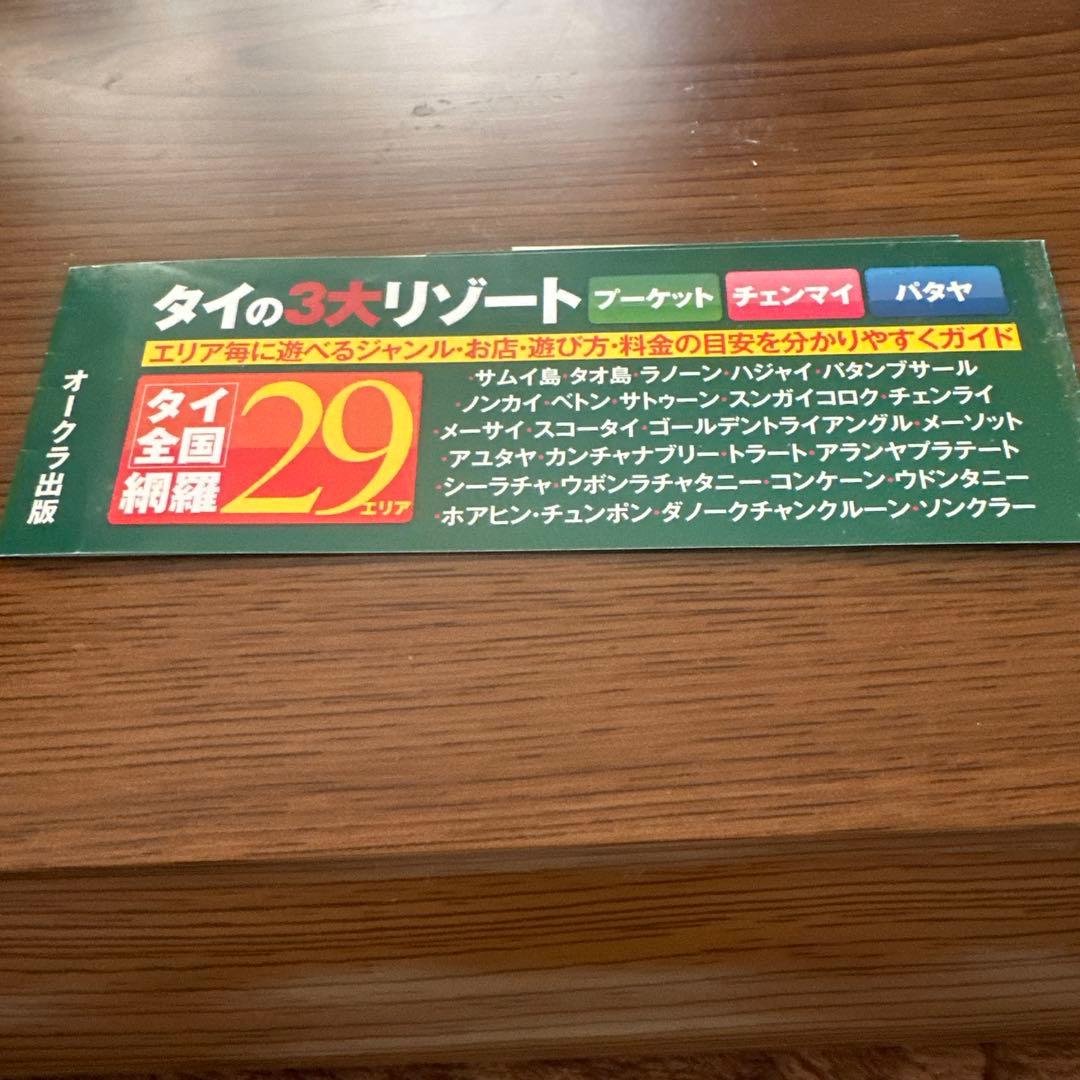 タイの3大リゾート プーケット チェンマイ パタヤ
エリア毎に遊べるジャンル・お店・遊び方・料金の目安を分かりやすくガイド
オークラ出版
タイ
全国
網羅
29エリア
・サムイ島・タオ島・ラノーン・ハジャイ・パタンブサール
・ノンカイ・ベトン・サトゥーン・スンガイコロク・チェンライ
・メーサイ・スコータイ・ゴールデントライアングル・メーソット
・アユタヤ・カンチャナブリー・トラート・アランヤプラテート
・シーラチャ・ウボンラチャタニー・コンケーン・ウドンタニー
・ホアヒン・チュンポン・ダノークチャンクルーン・ソンクラー